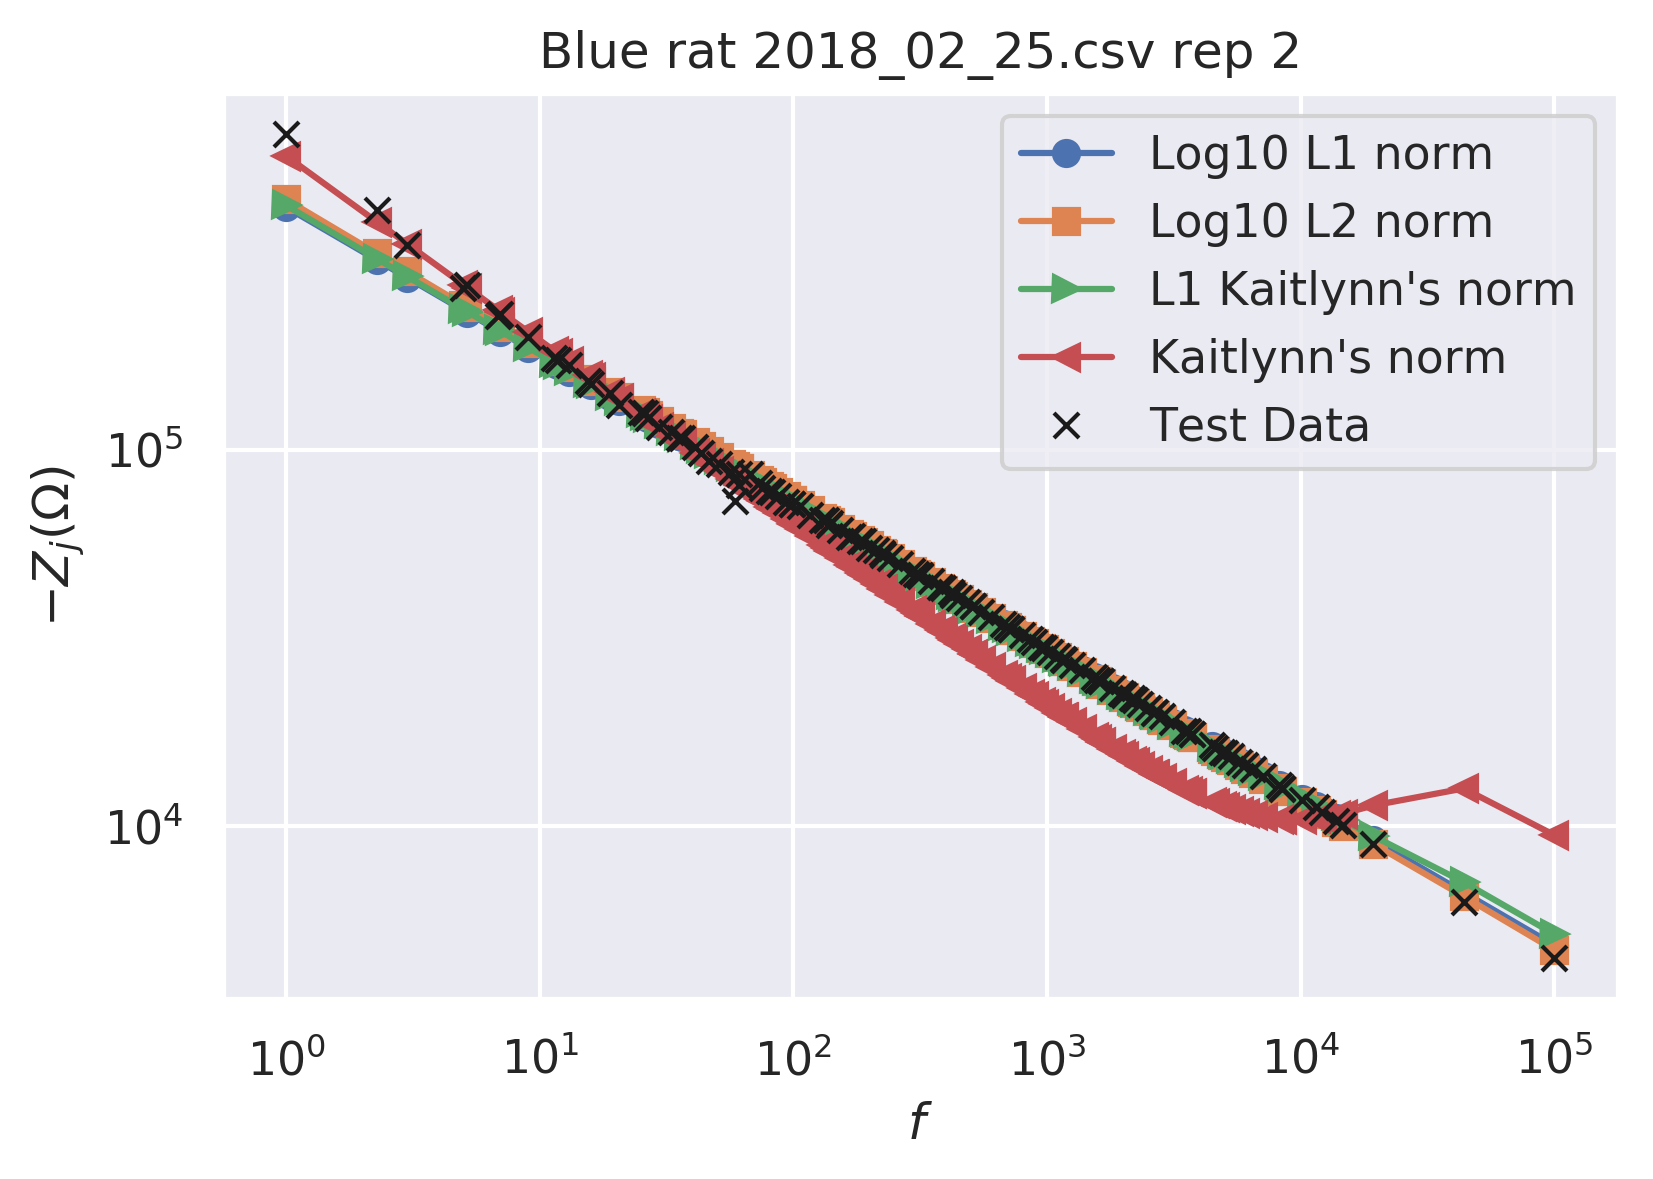 Blue rat 2018_02_25.csv rep 2
Log10 L1 norm
Log10 L2 norm
L1 Kaitlynn's norm
Kaitlynn's norm
Test Data
−Z_j(Ω)
10^5
10^4
10^0 10^1 10^2 10^3 10^4 10^5
f